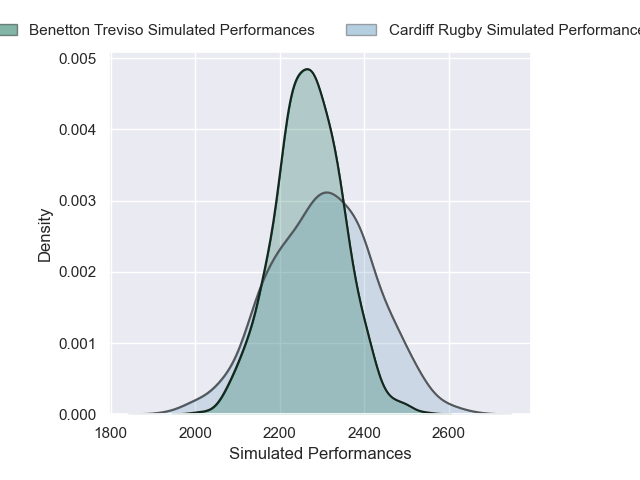 Benetton Treviso Simulated Performances Cardiff Rugby Simulated Performance
0.005
0.004
0.003
0.002
0.001
0.000
Density
1800 2000 2200 2400 2600
Simulated Performances